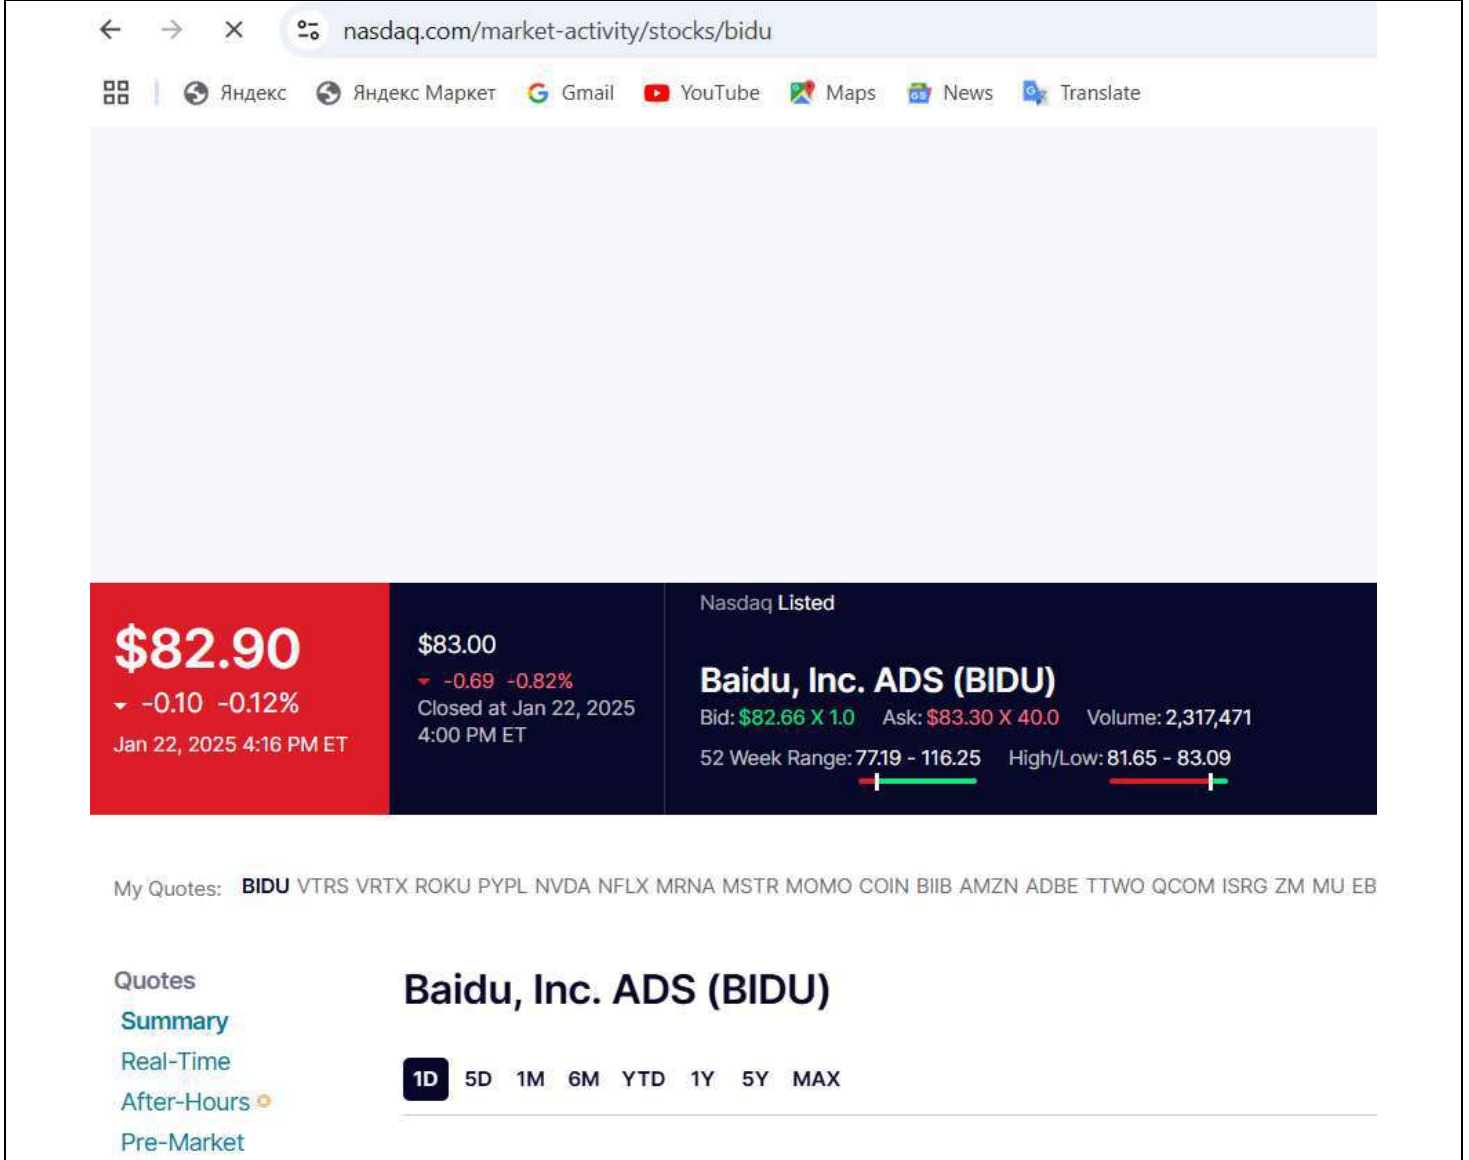 nasdaq.com/market-activity/stocks/bidu
Яндекс Яндекс Маркет Gmail YouTube Maps News Translate
$82.90
-0.10 -0.12%
Jan 22, 2025 4:16 PM ET
$83.00
-0.69 -0.82%
Closed at Jan 22, 2025
4:00 PM ET
Nasdaq Listed
Baidu, Inc. ADS (BIDU)
Bid: $82.66 X 1.0 Ask: $83.30 X 40.0 Volume: 2,317,471
52 Week Range: 77.19 - 116.25 High/Low: 81.65 - 83.09
My Quotes: BIDU VTRS VRTX ROKU PYPL NVDA NFLX MRNA MSTR MOMO COIN BIIB AMZN ADBE TTWO QCOM ISRG ZM MU EB
Quotes
Summary
Real-Time
After-Hours
Pre-Market
Baidu, Inc. ADS (BIDU)
1D 5D 1M 6M YTD 1Y 5Y MAX